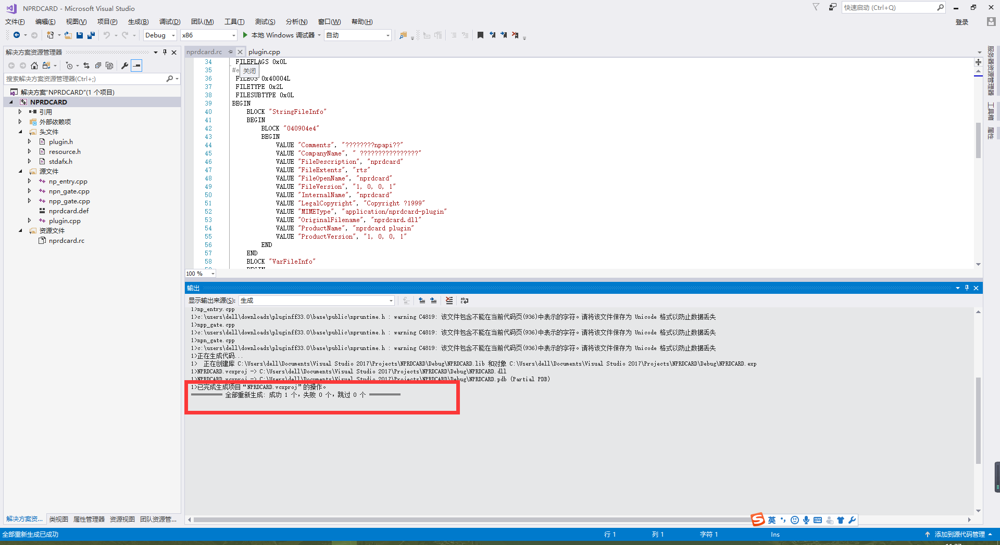 NPRDCARD - Microsoft Visual Studio
快速启动 (Ctrl+Q)
文件(F) 编辑(E) 视图(V) 项目(P) 生成(B) 调试(D) 团队(M) 工具(T) 测试(S) 分析(N) 窗口(W) 帮助(H)
登录
Debug x86 本地 Windows 调试器 自动
解决方案资源管理器
搜索解决方案资源管理器(Ctrl+;)
解决方案"NPRDCARD"(1 个项目)
NPRDCARD
引用
外部依赖项
头文件
plugin.h
resource.h
stdafx.h
源文件
np_entry.cpp
npn_gate.cpp
npp_gate.cpp
nprdcard.def
plugin.cpp
资源文件
nprdcard.rc
解决方案资... 类视图 属性管理器 资源视图 团队资源管...
nprdcard.rc plugin.cpp
关闭
34 FILEFLAGS 0x0L
35 #e
36 FILEOS 0x40004L
37 FILETYPE 0x2L
38 FILESUBTYPE 0x0L
39 BEGIN
40 BLOCK "StringFileInfo"
41 BEGIN
42 BLOCK "040904e4"
43 BEGIN
44 VALUE "Comments", "????????npapi??"
45 VALUE "CompanyName", " ????????????????"
46 VALUE "FileDescription", "nprdcard"
47 VALUE "FileExtents", "rts"
48 VALUE "FileOpenName", "nprdcard"
49 VALUE "FileVersion", "1, 0, 0, 1"
50 VALUE "InternalName", "nprdcard"
51 VALUE "LegalCopyright", "Copyright ?1999"
52 VALUE "MIMEType", "application/nprdcard-plugin"
53 VALUE "OriginalFilename", "nprdcard.dll"
54 VALUE "ProductName", "nprdcard plugin"
55 VALUE "ProductVersion", "1, 0, 0, 1"
56 END
57 END
58 BLOCK "VarFileInfo"
100 %
服务器资源管理器
工具箱
属性
输出
显示输出来源(S): 生成
1>np_entry.cpp
1>c:\users\dell\downloads\pluginff33.0\base\public\npruntime.h : warning C4819: 该文件包含不能在当前代码页(936)中表示的字符。请将该文件保存为 Unicode 格式以防止数据丢失
1>npp_gate.cpp
1>c:\users\dell\downloads\pluginff33.0\base\public\npruntime.h : warning C4819: 该文件包含不能在当前代码页(936)中表示的字符。请将该文件保存为 Unicode 格式以防止数据丢失
1>npn_gate.cpp
1>c:\users\dell\downloads\pluginff33.0\base\public\npruntime.h : warning C4819: 该文件包含不能在当前代码页(936)中表示的字符。请将该文件保存为 Unicode 格式以防止数据丢失
1>正在生成代码...
1> 正在创建库 C:\Users\dell\Documents\Visual Studio 2017\Projects\NPRDCARD\Debug\NPRDCARD.lib 和对象 C:\Users\dell\Documents\Visual Studio 2017\Projects\NPRDCARD\Debug\NPRDCARD.exp
1>NPRDCARD.vcxproj -> C:\Users\dell\Documents\Visual Studio 2017\Projects\NPRDCARD\Debug\NPRDCARD.dll
1>NPRDCARD.vcxproj -> C:\Users\dell\Documents\Visual Studio 2017\Projects\NPRDCARD\Debug\NPRDCARD.pdb (Partial PDB)
1>已完成生成项目“NPRDCARD.vcxproj”的操作。
========== 全部重新生成: 成功 1 个，失败 0 个，跳过 0 个 ==========
英
全部重新生成已成功 行 1 列 1 字符 1 Ins 添加到源代码管理